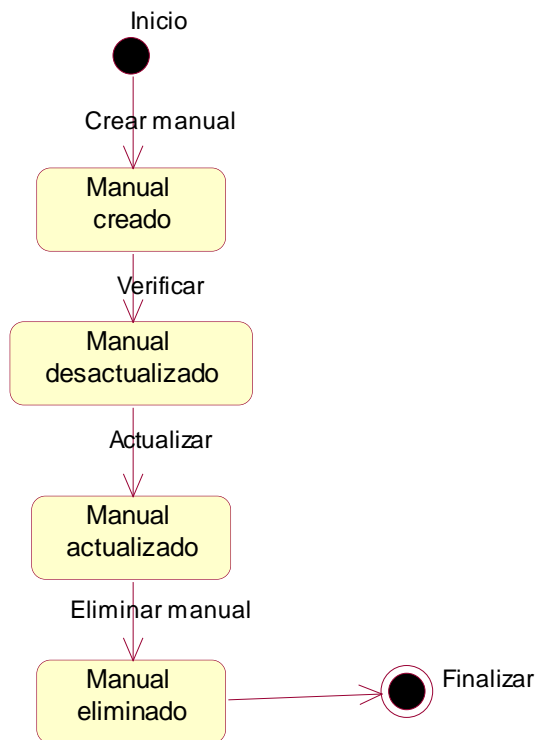 Inicio
Crear manual
Manual
creado
Verificar
Manual
desactualizado
Actualizar
Manual
actualizado
Eliminar manual
Manual
eliminado
Finalizar